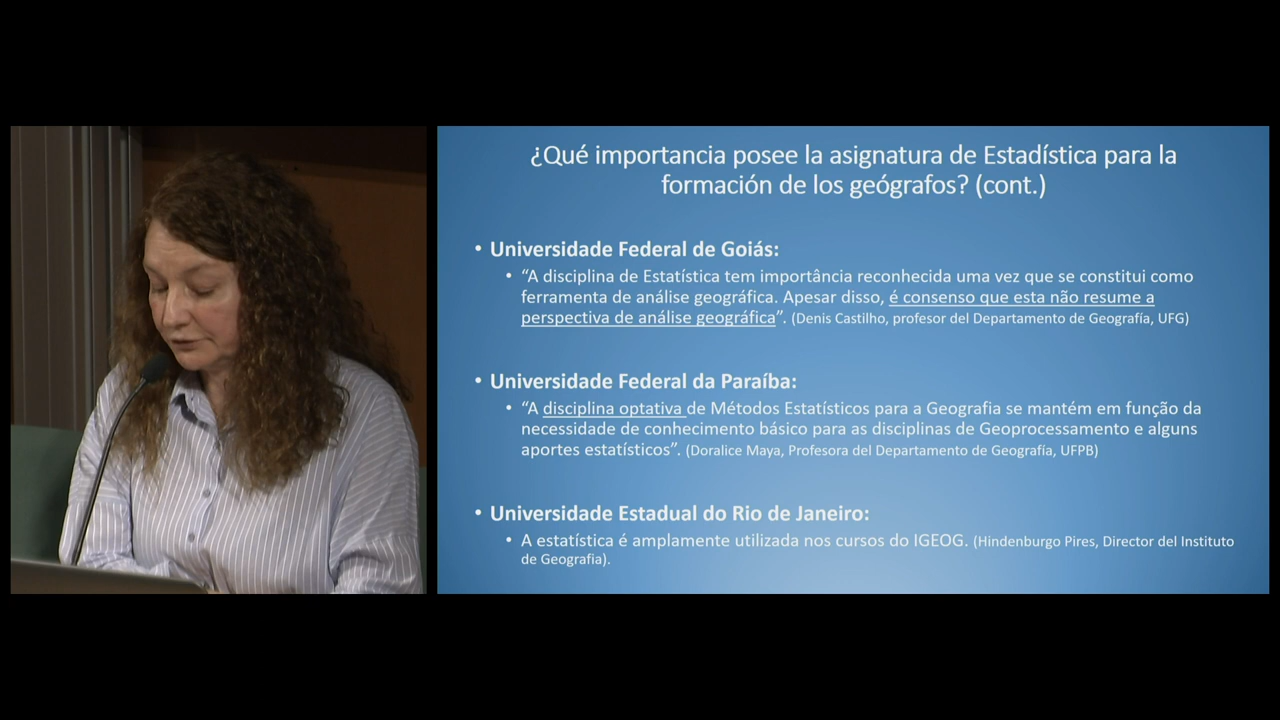 ¿Qué importancia posee la asignatura de Estadística para la
formación de los geógrafos? (cont.)
• Universidade Federal de Goiás:
• “A disciplina de Estatística tem importância reconhecida uma vez que se constitui como
ferramenta de análise geográfica. Apesar disso, é consenso que esta não resume a
perspectiva de análise geográfica”. (Denis Castilho, profesor del Departamento de Geografía, UFG)
• Universidade Federal da Paraíba:
• “A disciplina optativa de Métodos Estatísticos para a Geografia se mantém em função da
necessidade de conhecimento básico para as disciplinas de Geoprocessamento e alguns
aportes estatísticos”. (Doralice Maya, Profesora del Departamento de Geografía, UFPB)
• Universidade Estadual do Rio de Janeiro:
• A estatística é amplamente utilizada nos cursos do IGEOG. (Hindenburgo Pires, Director del Instituto
de Geografia).